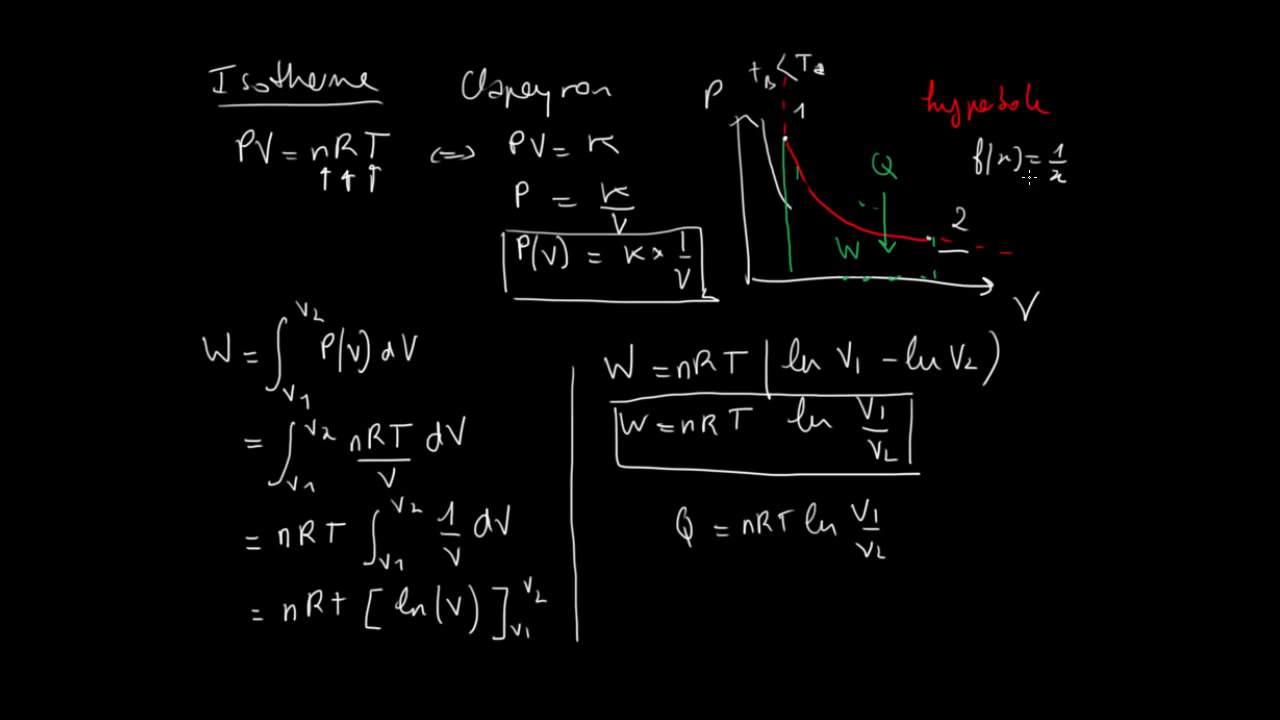 Isotherme
Clapeyron
PV = nRT ⇔ PV = K
P = K/V
P(V) = K × 1/V
P
1
Q
W
2
V
hyperbole
f(x) = 1/x
W = ∫_{V1}^{V2} P(V) dV
= ∫_{V1}^{V2} nRT/V dV
= nRT ∫_{V1}^{V2} 1/V dV
= nRt [ln(V)]_{V1}^{V2}
W = nRT (ln V1 - ln V2)
W = nRT ln V1/V2
Q = nRT ln V1/V2